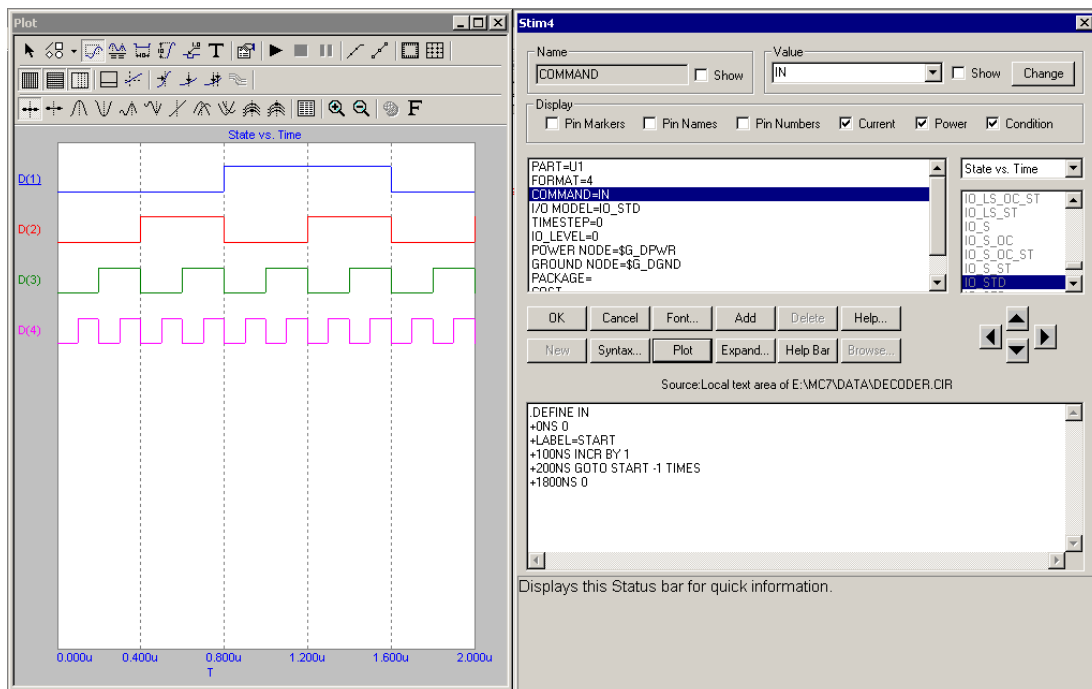 Plot
T
F
State vs. Time
D(1)
D(2)
D(3)
D(4)
0.000u 0.400u 0.800u 1.200u 1.600u 2.000u
T
Stim4
Name
COMMAND
Show
Value
IN
Show
Change
Display
Pin Markers Pin Names Pin Numbers Current Power Condition
PART=U1
FORMAT=4
COMMAND=IN
I/O MODEL=IO_STD
TIMESTEP=0
IO_LEVEL=0
POWER NODE=$G_DPWR
GROUND NODE=$G_DGND
PACKAGE=
State vs. Time
IO_LS_OC_ST
IO_LS_ST
IO_S
IO_S_OC
IO_S_OC_ST
IO_S_ST
IO_STD
OK Cancel Font... Add Delete Help...
New Syntax... Plot Expand... Help Bar Browse...
Source:Local text area of E:\MC7\DATA\DECODER.CIR
.DEFINE IN
+0NS 0
+LABEL=START
+100NS INCR BY 1
+200NS GOTO START -1 TIMES
+1800NS 0
Displays this Status bar for quick information.